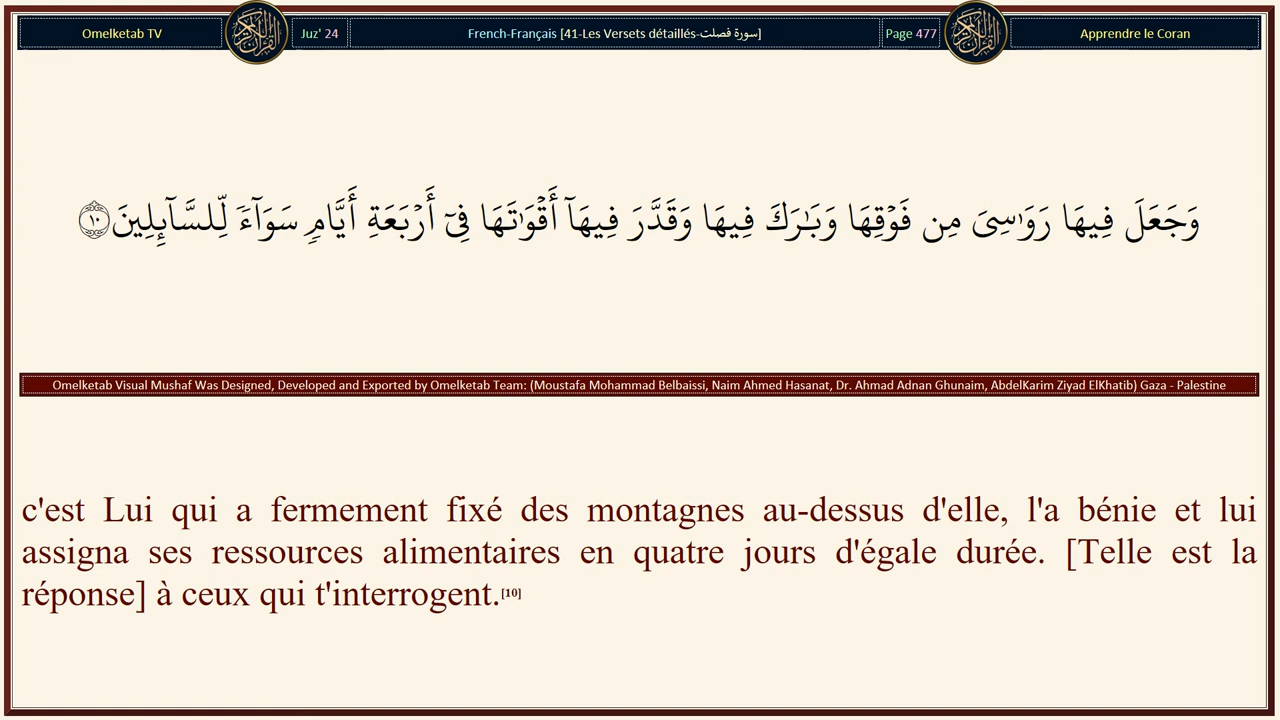 Omelketab TV
Juz' 24
French-Français [41-Les Versets détaillés-سورة فصلت]
Page 477
Apprendre le Coran
وَجَعَلَ فِيهَا رَوَٰسِىَ مِن فَوْقِهَا وَبَٰرَكَ فِيهَا وَقَدَّرَ فِيهَآ أَقْوَٰتَهَا فِىٓ أَرْبَعَةِ أَيَّامٍ سَوَآءً لِّلسَّآئِلِينَ ١٠
Omelketab Visual Mushaf Was Designed, Developed and Exported by Omelketab Team: (Moustafa Mohammad Belbaissi, Naim Ahmed Hasanat, Dr. Ahmad Adnan Ghunaim, AbdelKarim Ziyad ElKhatib) Gaza - Palestine
c'est Lui qui a fermement fixé des montagnes au-dessus d'elle, l'a bénie et lui
assigna ses ressources alimentaires en quatre jours d'égale durée. [Telle est la
réponse] à ceux qui t'interrogent.[10]